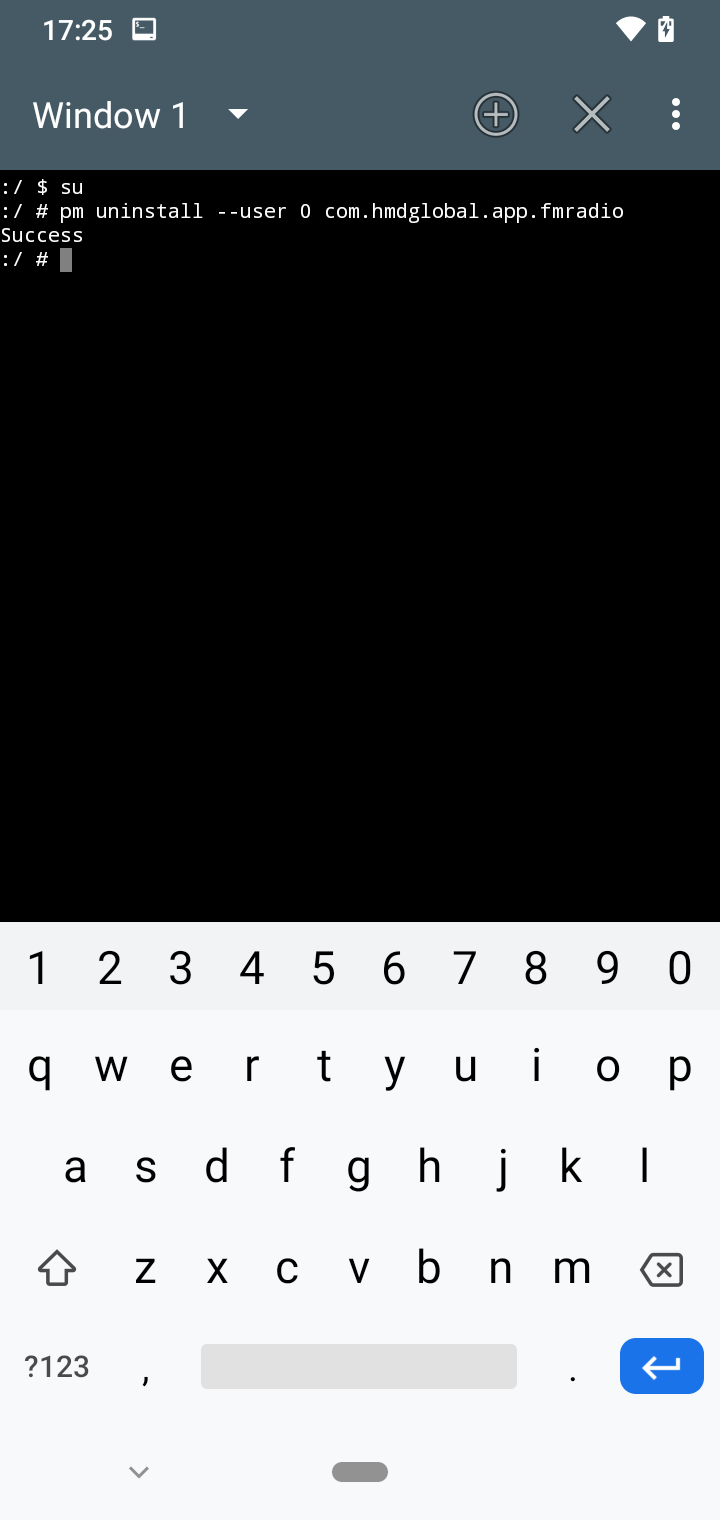 17:25
Window 1
:/ $ su
:/ # pm uninstall --user 0 com.hmdglobal.app.fmradio
Success
:/ #
1 2 3 4 5 6 7 8 9 0
q w e r t y u i o p
a s d f g h j k l
z x c v b n m
?123 , .